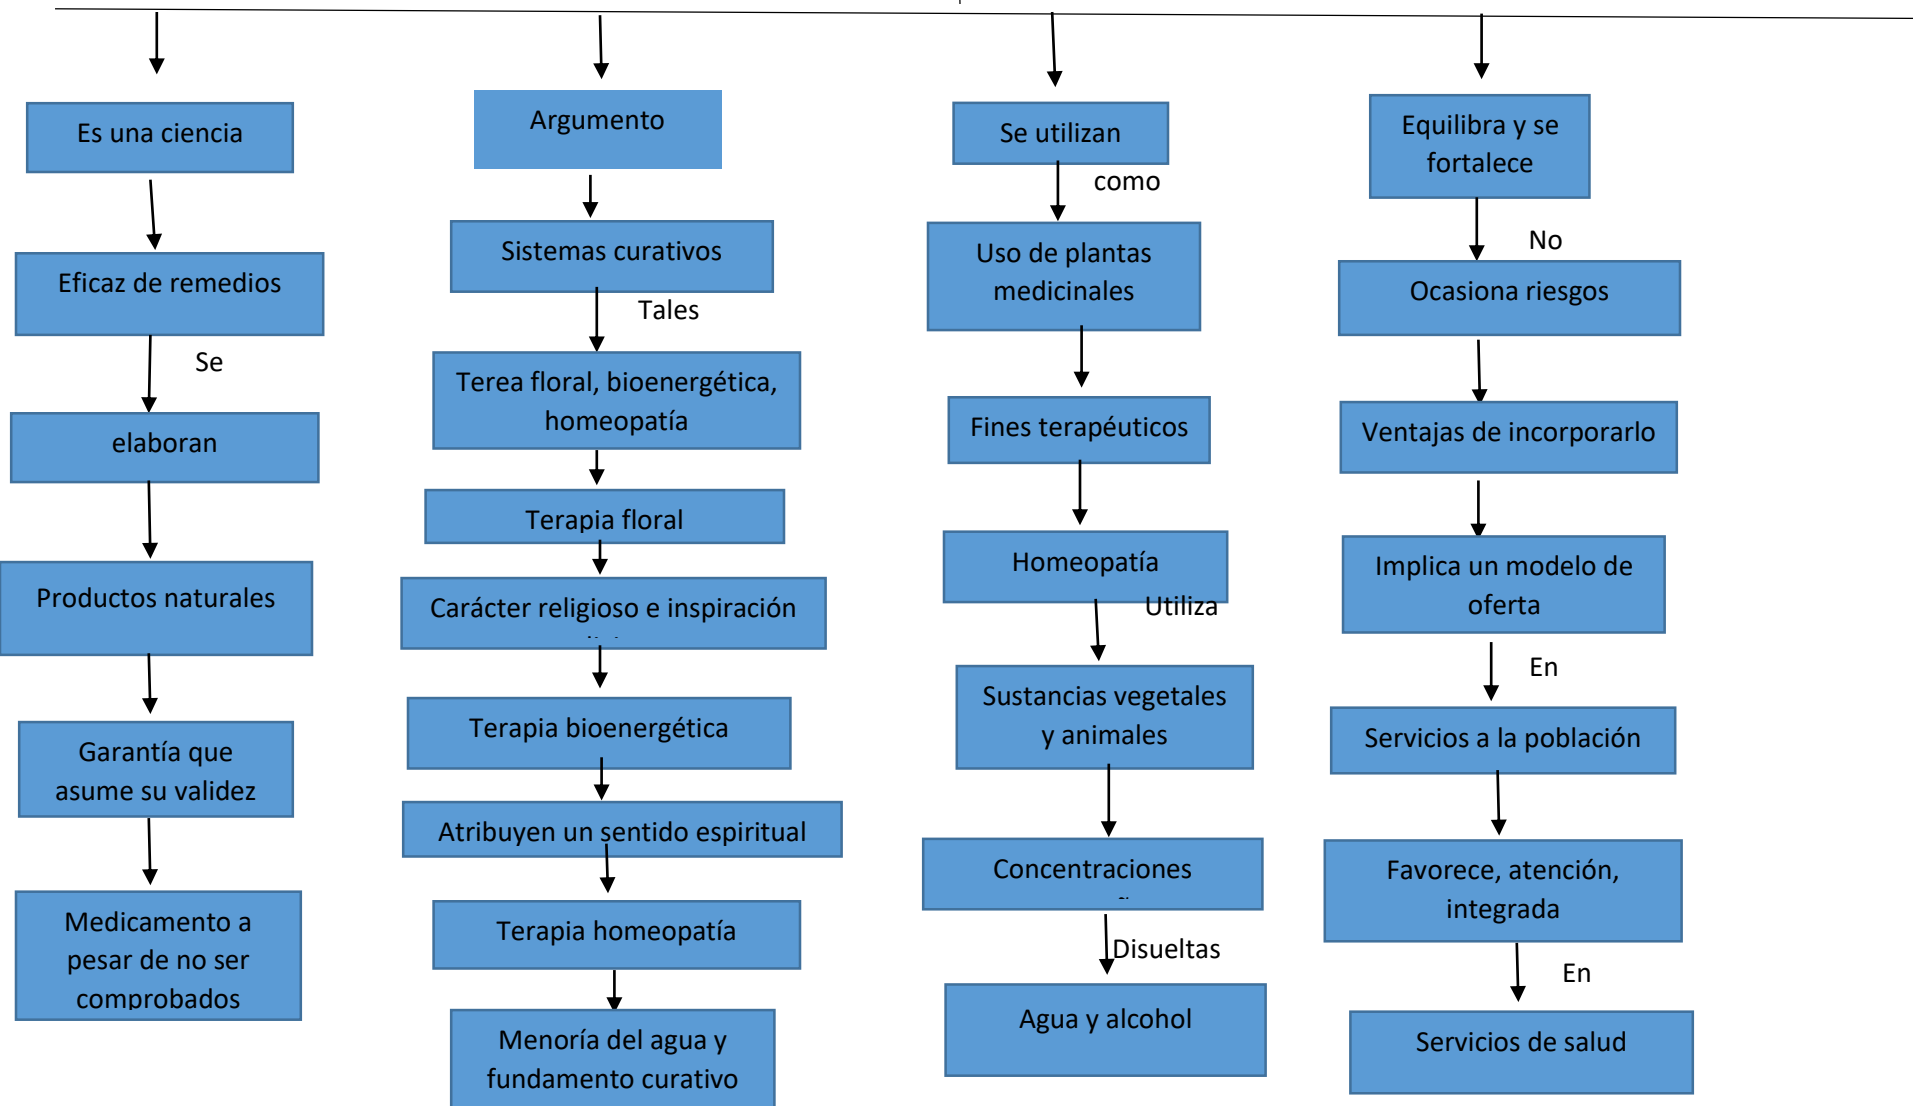 Es una ciencia
Eficaz de remedios
Se
elaboran
Productos naturales
Garantía que
asume su validez
Medicamento a
pesar de no ser
comprobados
Argumento
Sistemas curativos
Tales
Terea floral, bioenergética,
homeopatía
Terapia floral
Carácter religioso e inspiración
Terapia bioenergética
Atribuyen un sentido espiritual
Terapia homeopatía
Menoría del agua y
fundamento curativo
Se utilizan
como
Uso de plantas
medicinales
Fines terapéuticos
Homeopatía
Utiliza
Sustancias vegetales
y animales
Concentraciones
Disueltas
Agua y alcohol
Equilibra y se
fortalece
No
Ocasiona riesgos
Ventajas de incorporarlo
Implica un modelo de
oferta
En
Servicios a la población
Favorece, atención,
integrada
En
Servicios de salud